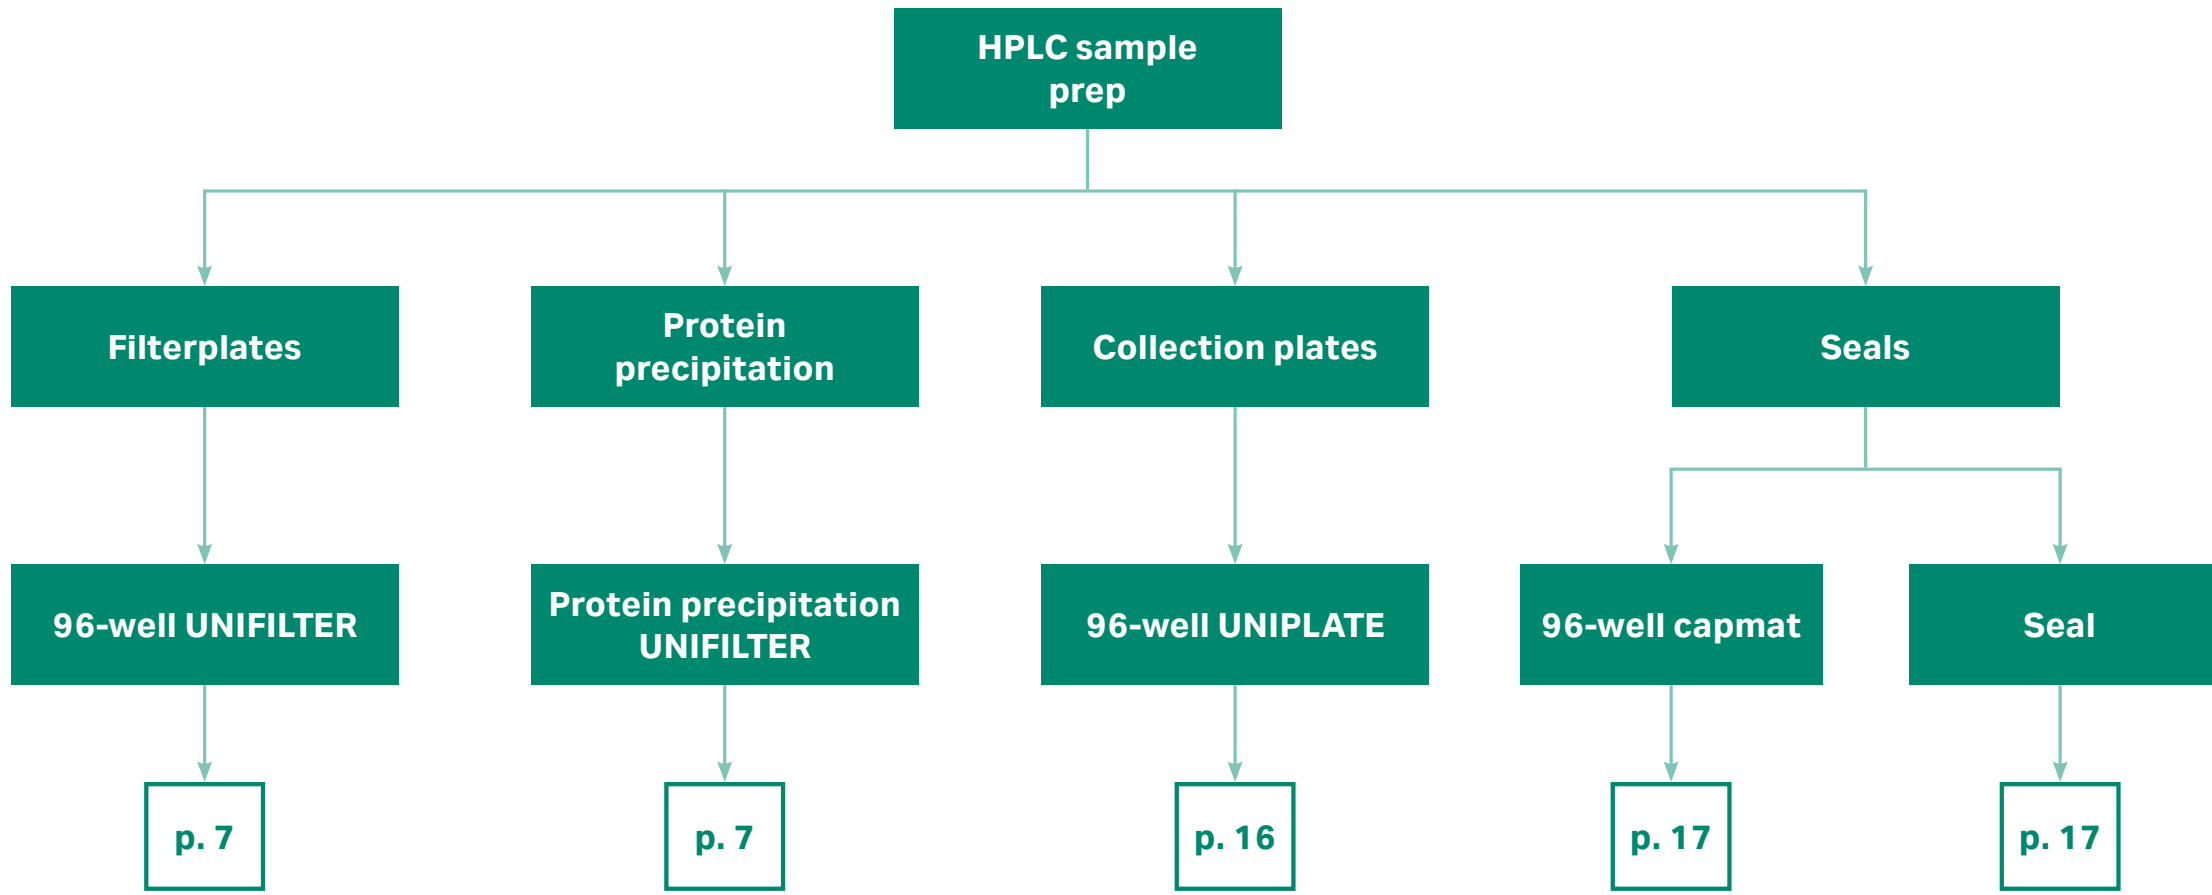 HPLC sample
prep
Filterplates
Protein
precipitation
Collection plates
Seals
96-well UNIFILTER
Protein precipitation
UNIFILTER
96-well UNIPLATE
96-well capmat
Seal
p. 7
p. 7
p. 16
p. 17
p. 17